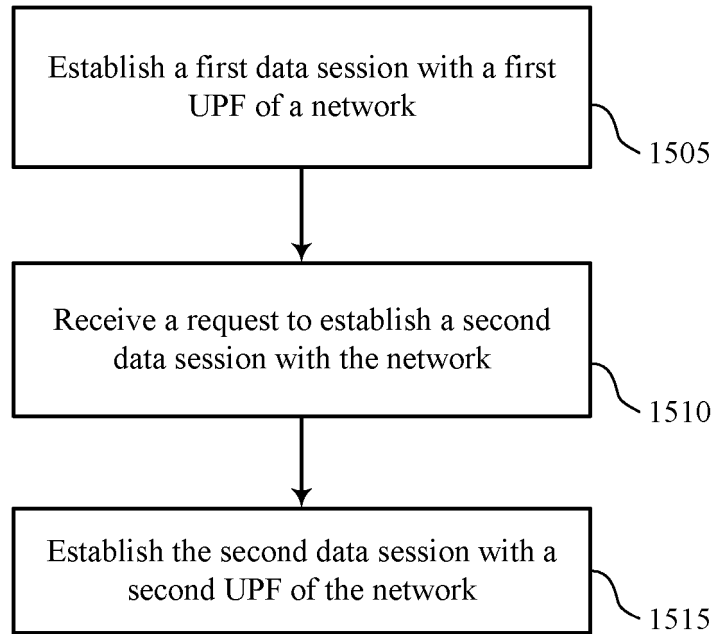 Establish a first data session with a first
UPF of a network
1505
Receive a request to establish a second
data session with the network
1510
Establish the second data session with a
second UPF of the network
1515